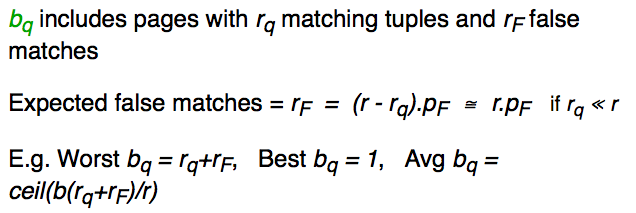 bq includes pages with rq matching tuples and rF false
matches
Expected false matches = rF = (r - rq).pF ≅ r.pF if rq ≪ r
E.g. Worst bq = rq+rF, Best bq = 1, Avg bq =
ceil(b(rq+rF)/r)